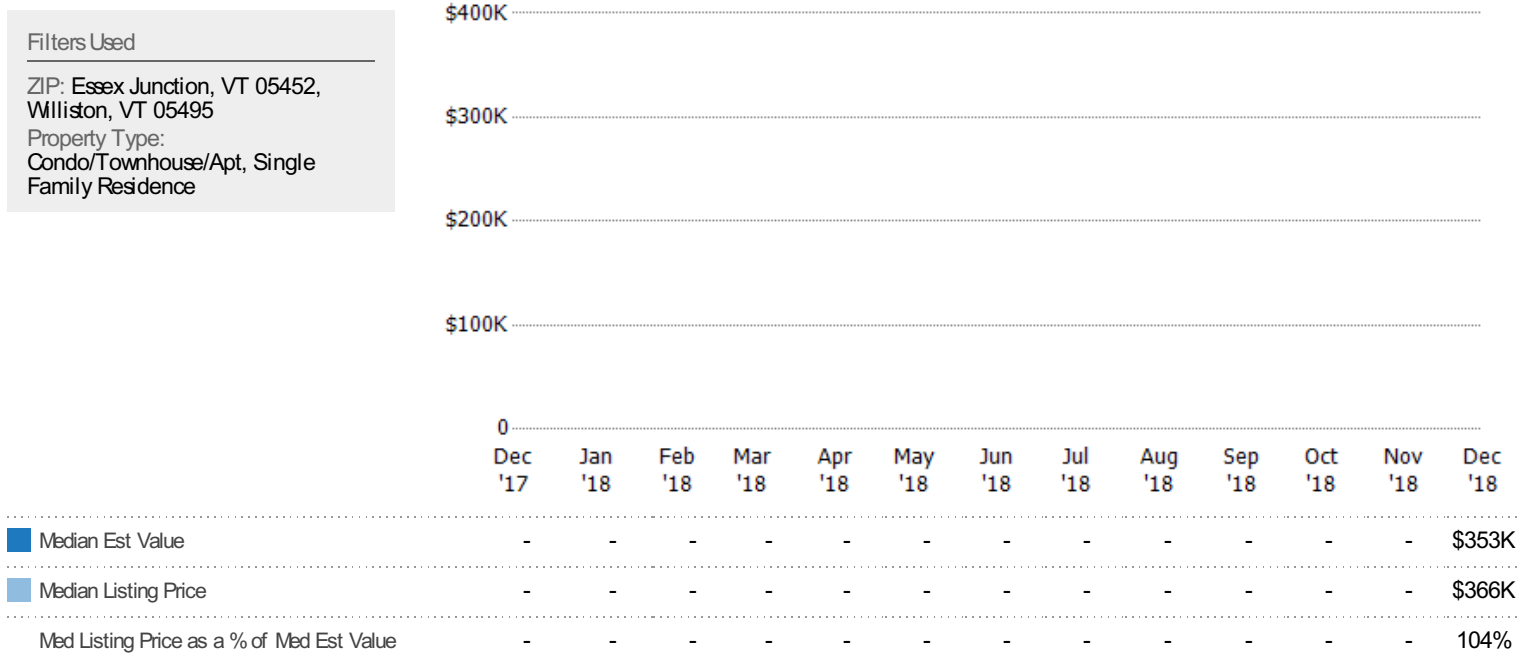 Filters Used
ZIP: Essex Junction, VT 05452,
Williston, VT 05495
Property Type:
Condo/Townhouse/Apt, Single
Family Residence
$400K
$300K
$200K
$100K
0
Dec Jan Feb Mar Apr May Jun Jul Aug Sep Oct Nov Dec
'17 '18 '18 '18 '18 '18 '18 '18 '18 '18 '18 '18 '18
Median Est Value - - - - - - - - - - - - $353K
Median Listing Price - - - - - - - - - - - - $366K
Med Listing Price as a % of Med Est Value - - - - - - - - - - - - 104%